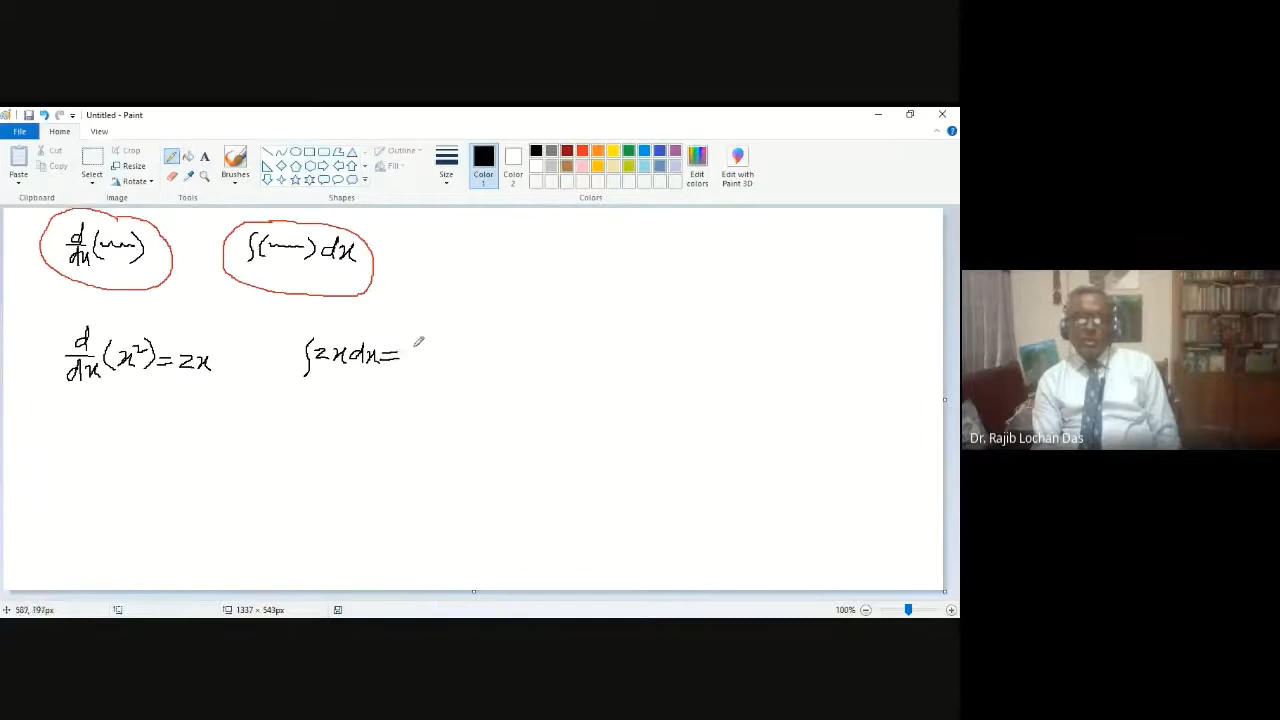 Untitled - Paint
File Home View
Paste
Cut
Copy
Clipboard
Select
Crop
Resize
Rotate
Image
Tools
Brushes
Outline
Fill
Shapes
Size
Color 1
Color 2
Edit colors
Edit with Paint 3D
Colors
d/dx (~~) ∫(~~) dx
d/dx (x²) = 2x ∫2x dx =
Dr. Rajib Lochan Das
1337 × 543px
100%